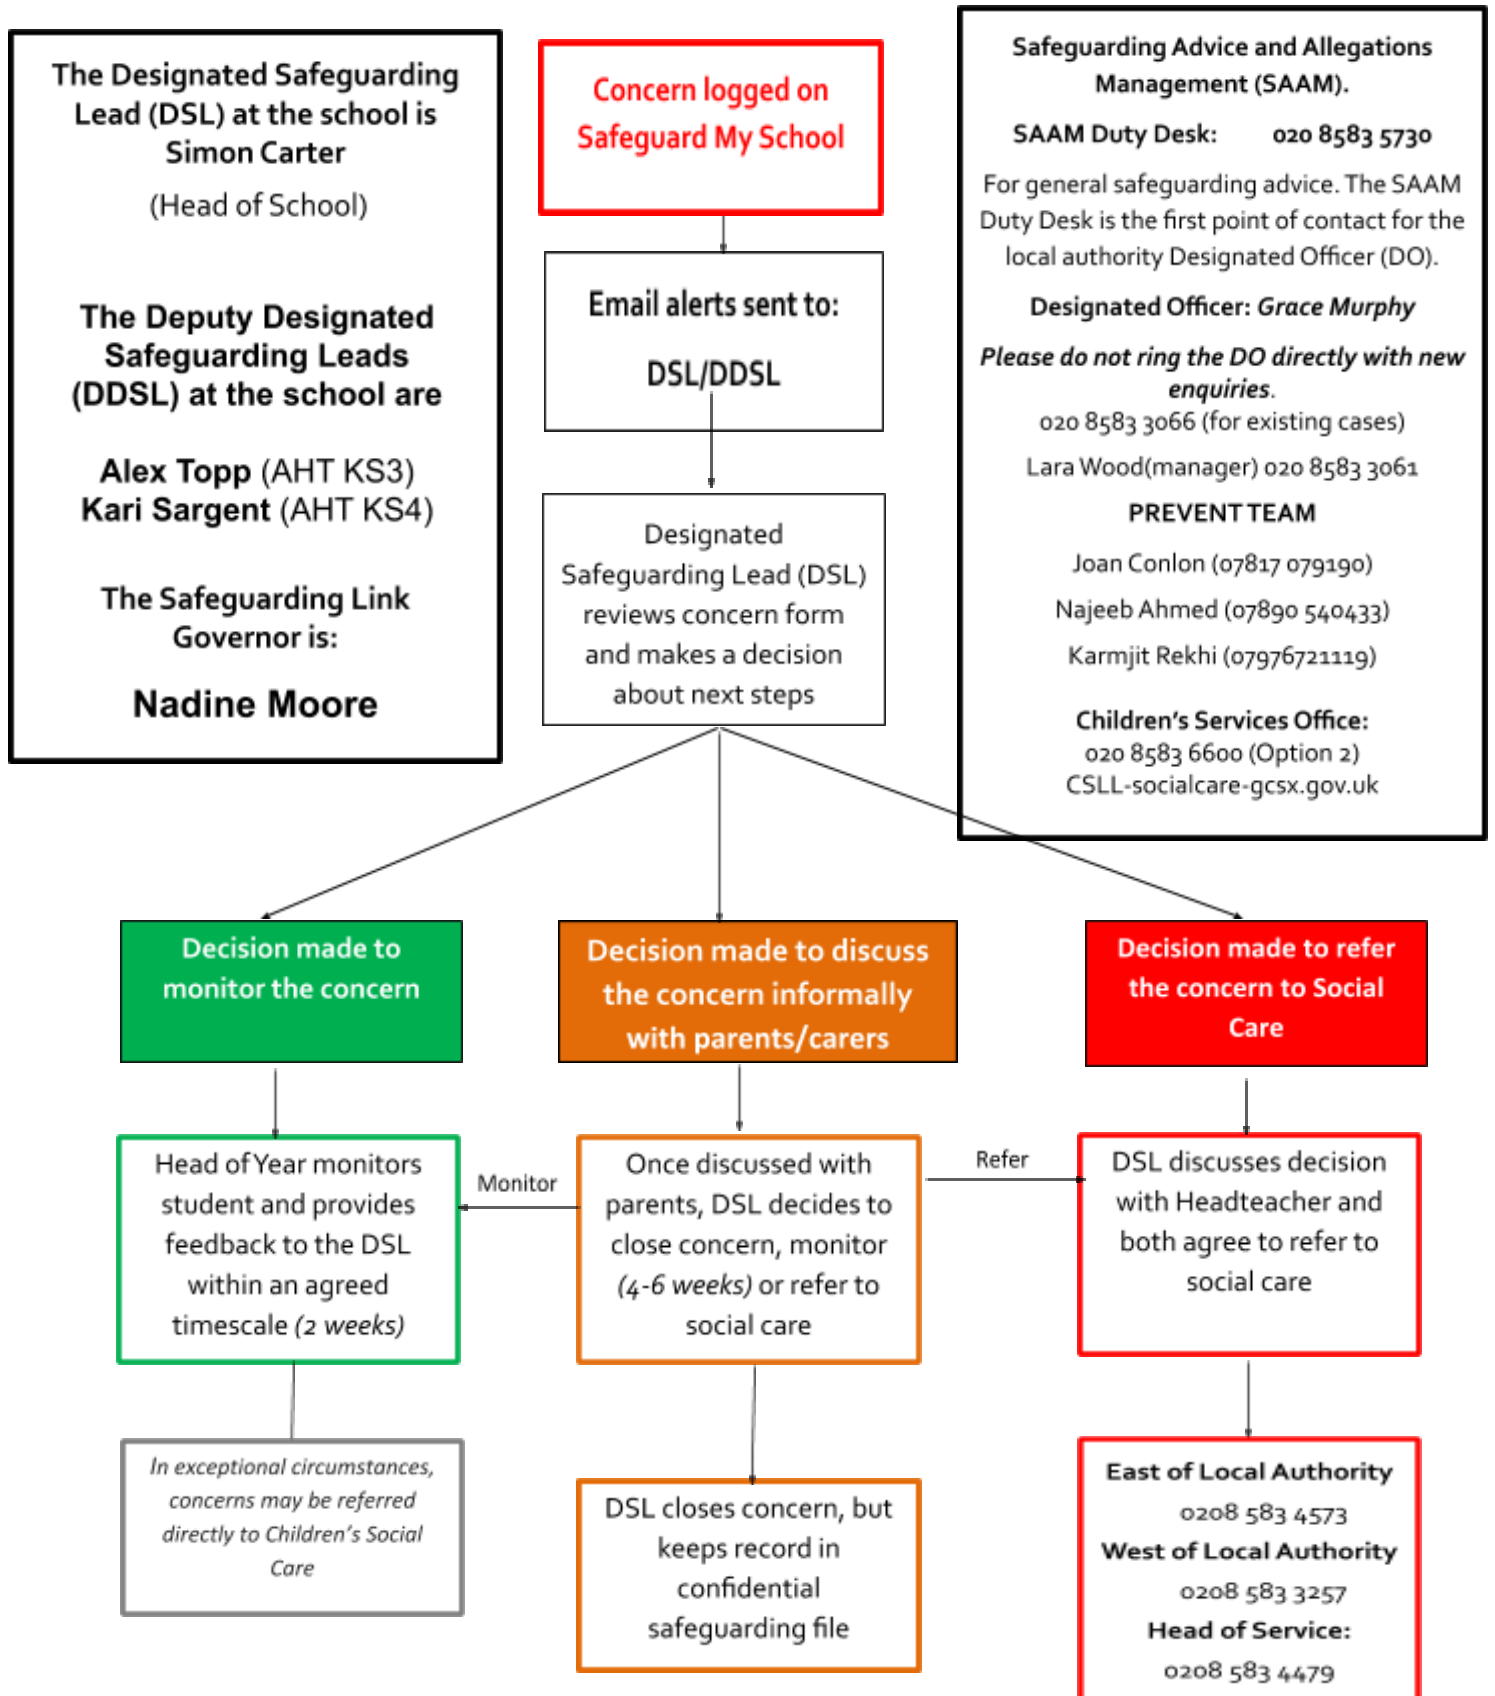 The Designated Safeguarding
Lead (DSL) at the school is
Simon Carter
(Head of School)
The Deputy Designated
Safeguarding Leads
(DDSL) at the school are
Alex Topp (AHT KS3)
Kari Sargent (AHT KS4)
The Safeguarding Link
Governor is:
Nadine Moore
Concern logged on
Safeguard My School
Email alerts sent to:
DSL/DDSL
Designated
Safeguarding Lead (DSL)
reviews concern form
and makes a decision
about next steps
Safeguarding Advice and Allegations
Management (SAAM).
SAAM Duty Desk: 020 8583 5730
For general safeguarding advice. The SAAM
Duty Desk is the first point of contact for the
local authority Designated Officer (DO).
Designated Officer: Grace Murphy
Please do not ring the DO directly with new
enquiries.
020 8583 3066 (for existing cases)
Lara Wood(manager) 020 8583 3061
PREVENT TEAM
Joan Conlon (07817 079190)
Najeeb Ahmed (07890 540433)
Karmjit Rekhi (07976721119)
Children's Services Office:
020 8583 6600 (Option 2)
CSLL-socialcare-gcsx.gov.uk
Decision made to
monitor the concern
Decision made to discuss
the concern informally
with parents/carers
Decision made to refer
the concern to Social
Care
Head of Year monitors
student and provides
feedback to the DSL
within an agreed
timescale (2 weeks)
Monitor
Once discussed with
parents, DSL decides to
close concern, monitor
(4-6 weeks) or refer to
social care
Refer
DSL discusses decision
with Headteacher and
both agree to refer to
social care
In exceptional circumstances,
concerns may be referred
directly to Children's Social
Care
DSL closes concern, but
keeps record in
confidential
safeguarding file
East of Local Authority
0208 583 4573
West of Local Authority
0208 583 3257
Head of Service:
0208 583 4479